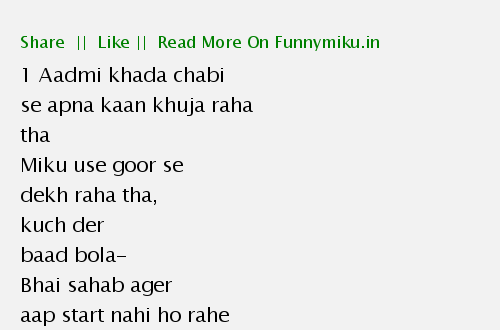 Share || Like || Read More On Funnymiku.in
1 Aadmi khada chabi
se apna kaan khuja raha
tha
Miku use goor se
dekh raha tha,
kuch der
baad bola-
Bhai sahab ager
aap start nahi ho rahe